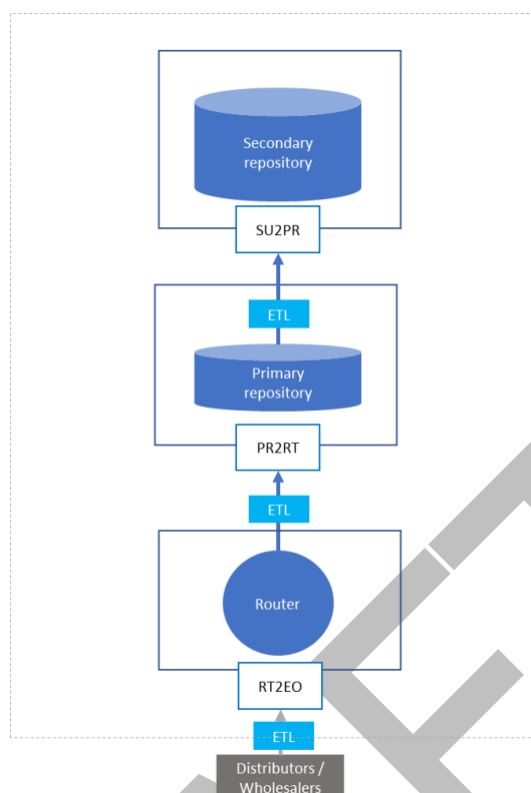 Secondary
repository
SU2PR
ETL
Primary
repository
PR2RT
ETL
Router
RT2EO
ETL
Distributors /
Wholesalers